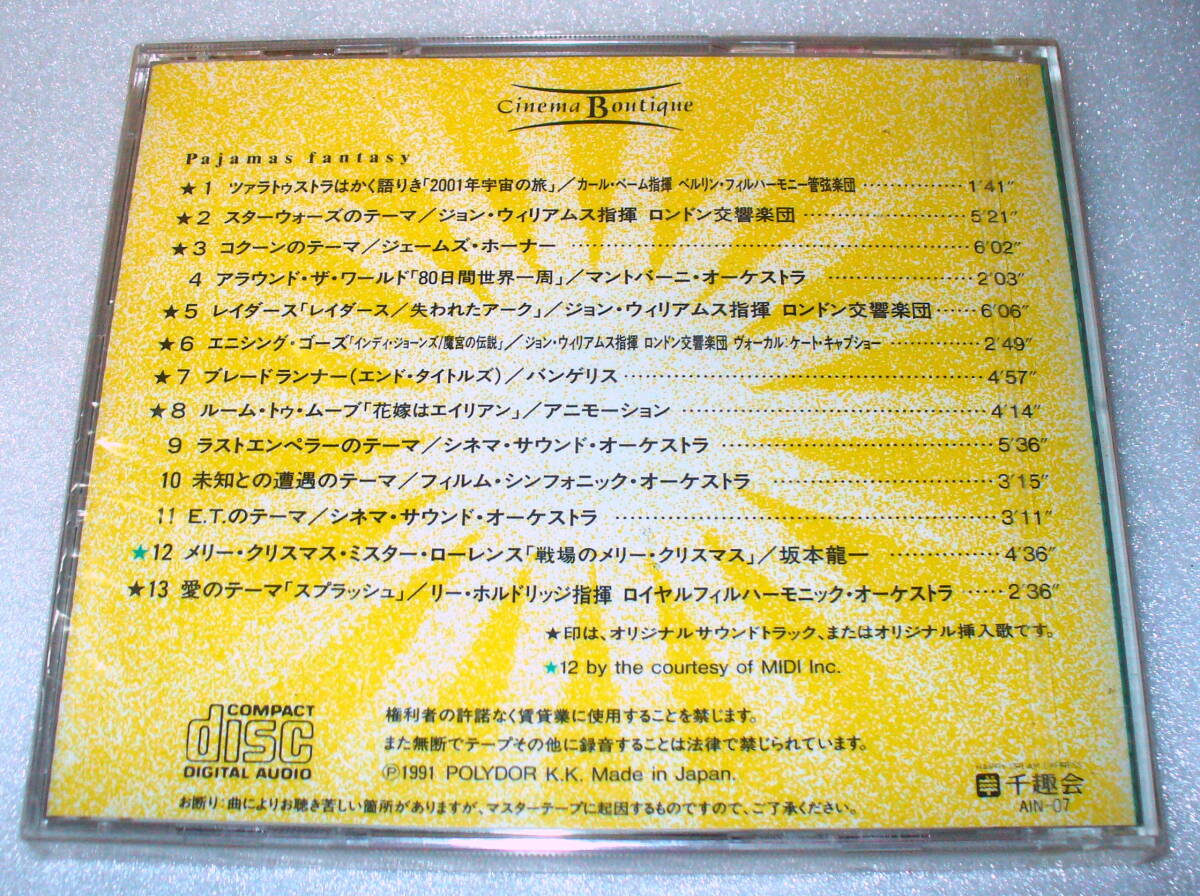 Cinema Boutique
Pajamas fantasy
★1 ツァラトゥストラはかく語りき「2001年宇宙の旅」／カール・ベーム指揮 ベルリン・フィルハーモニー管弦楽団 ‥‥‥‥‥ 1'41"
★2 スターウォーズのテーマ／ジョン・ウィリアムス指揮 ロンドン交響楽団 ‥‥‥‥‥ 5'21"
★3 コクーンのテーマ／ジェームズ・ホーナー ‥‥‥‥‥ 6'02"
4 アラウンド・ザ・ワールド「80日間世界一周」／マントバーニ・オーケストラ ‥‥‥‥‥ 2'03"
★5 レイダース「レイダース／失われたアーク」／ジョン・ウィリアムス指揮 ロンドン交響楽団 ‥‥ 6'06"
★6 エニシング・ゴーズ「インディ・ジョーンズ/魔宮の伝説」／ジョン・ウィリアムス指揮 ロンドン交響楽団 ヴォーカル:ケート・キャプショー ‥‥‥‥‥ 2'49"
★7 ブレードランナー(エンド・タイトルズ)／バンゲリス ‥‥‥‥‥ 4'57"
★8 ルーム・トゥ・ムーブ「花嫁はエイリアン」／アニモーション ‥‥‥‥‥ 4'14"
9 ラストエンペラーのテーマ／シネマ・サウンド・オーケストラ ‥‥‥‥‥ 5'36"
10 未知との遭遇のテーマ／フィルム・シンフォニック・オーケストラ ‥‥‥‥‥ 3'15"
11 E.T.のテーマ／シネマ・サウンド・オーケストラ ‥‥‥‥‥ 3'11"
★12 メリー・クリスマス・ミスター・ローレンス「戦場のメリー・クリスマス」／坂本龍一 ‥‥‥‥‥ 4'36"
★13 愛のテーマ「スプラッシュ」／リー・ホルドリッジ指揮 ロイヤルフィルハーモニック・オーケストラ ‥‥ 2'36"
★印は、オリジナルサウンドトラック、またはオリジナル挿入歌です。
★12 by the courtesy of MIDI Inc.
COMPACT
disc
DIGITAL AUDIO
権利者の許諾なく賃貸業に使用することを禁じます。
また無断でテープその他に録音することは法律で禁じられています。
Ⓟ1991 POLYDOR K.K. Made in Japan.
千趣会
AIN-07
お断り:曲によりお聴き苦しい箇所がありますが、マスターテープに起因するものですので、ご了承ください。